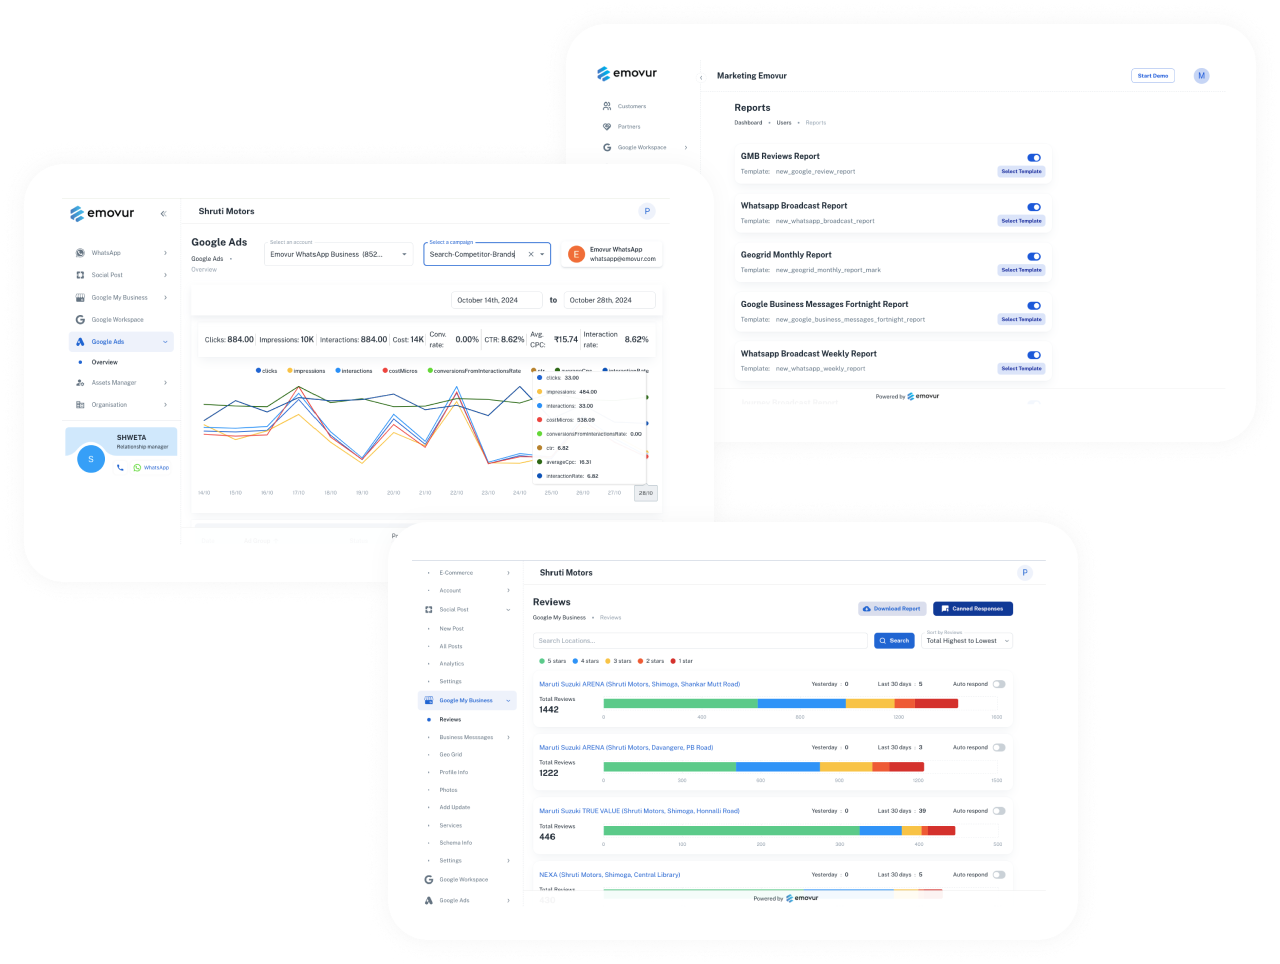 emovur
Customers
Partners
Google Workspace
Marketing Emovur
Start Demo
M
Reports
Dashboard • Users • Reports
GMB Reviews Report
Template: new_google_review_report
Select Template
Whatsapp Broadcast Report
Template: new_whatsapp_broadcast_report
Select Template
Geogrid Monthly Report
Template: new_geogrid_monthly_report_mark
Select Template
Google Business Messages Fortnight Report
Template: new_google_business_messages_fortnight_report
Select Template
Whatsapp Broadcast Weekly Report
Template: new_whatsapp_weekly_report
Select Template
Powered by emovur
emovur
WhatsApp
Social Post
Google My Business
Google Workspace
Google Ads
Overview
Assets Manager
Organisation
SHWETA
Relationship manager
S
WhatsApp
Shruti Motors
P
Google Ads
Google Ads •
Overview
Select an account
Emovur WhatsApp Business (852...
Select a campaign
Search-Competitor-Brands
E
Emovur WhatsApp
whatsapp@emovur.com
October 14th, 2024
to
October 28th, 2024
Clicks: 884.00
Impressions: 10K
Interactions: 884.00
Cost: 14K
Conv. rate: 0.00%
CTR: 8.62%
Avg. CPC: ₹15.74
Interaction rate: 8.62%
clicks
impressions
interactions
costMicros
conversionsFromInteractionsRate
ctr
averageCpc
interactionRate
clicks: 33.00
impressions: 484.00
interactions: 33.00
costMicros: 538.09
conversionsFromInteractionsRate: 0.00
ctr: 6.82
averageCpc: 16.31
interactionRate: 6.82
14/10 15/10 16/10 17/10 18/10 19/10 20/10 21/10 22/10 23/10 24/10 25/10 26/10 27/10 28/10
Pr
E-Commerce
Account
Social Post
New Post
All Posts
Analytics
Settings
Google My Business
Reviews
Business Messages
Geo Grid
Profile Info
Photos
Add Update
Services
Schema Info
Settings
Google Workspace
Google Ads
Shruti Motors
P
Reviews
Google My Business • Reviews
Download Report
Canned Responses
Search Locations...
Search
Sort by Reviews
Total Highest to Lowest
5 stars
4 stars
3 stars
2 stars
1 star
Maruti Suzuki ARENA (Shruti Motors, Shimoga, Shankar Mutt Road)
Yesterday : 0
Last 30 days : 5
Auto respond
Total Reviews
1442
0 400 800 1200 1600
Maruti Suzuki ARENA (Shruti Motors, Davangere, PB Road)
Yesterday : 0
Last 30 days : 3
Auto respond
Total Reviews
1222
0 300 600 900 1200 1500
Maruti Suzuki TRUE VALUE (Shruti Motors, Shimoga, Honnalli Road)
Yesterday : 0
Last 30 days : 39
Auto respond
Total Reviews
446
0 100 200 300 400 500
NEXA (Shruti Motors, Shimoga, Central Library)
Yesterday : 0
Last 30 days : 5
Auto respond
Total Reviews
Powered by emovur